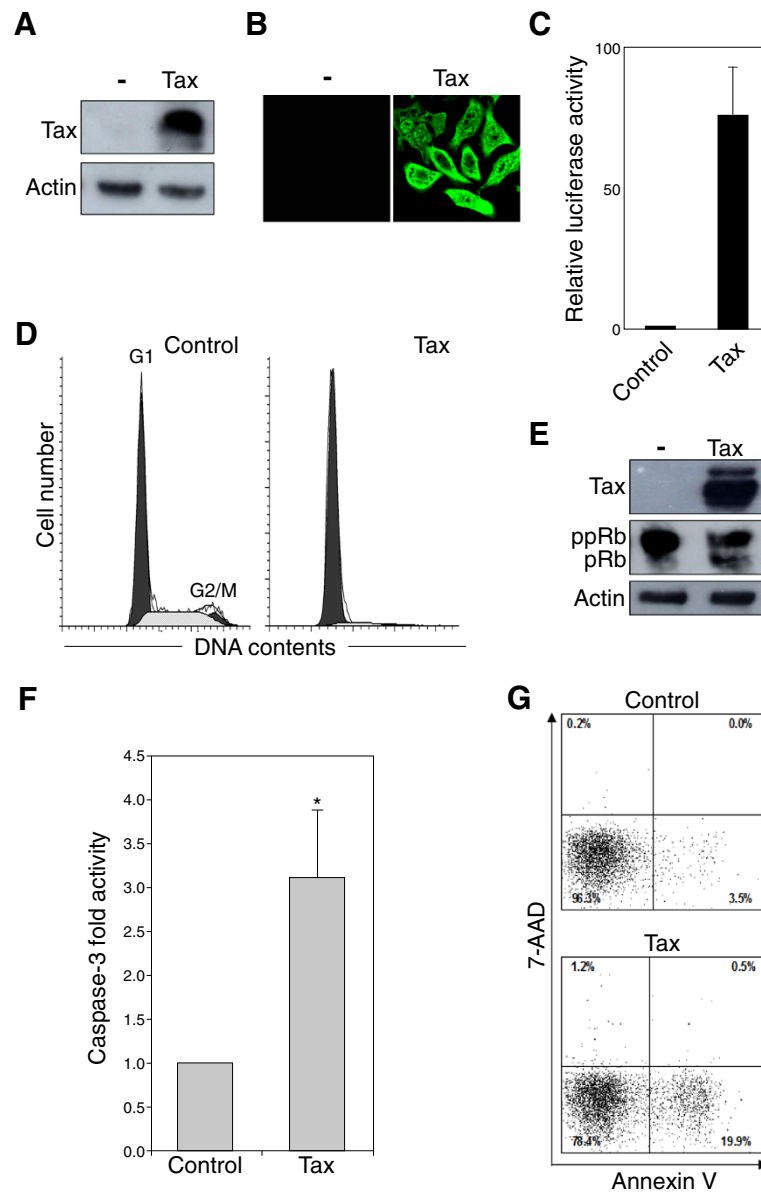 A
- Tax
Tax
Actin
B
- Tax
C
Relative luciferase activity
100
50
0
Control
Tax
D
Control
Tax
G1
G2/M
Cell number
DNA contents
E
- Tax
Tax
ppRb
pRb
Actin
F
Caspase-3 fold activity
4.5
4.0
3.5
3.0
2.5
2.0
1.5
1.0
0.5
0.0
*
Control
Tax
G
Control
0.2% 0.0%
96.3% 3.5%
Tax
1.2% 0.5%
78.4% 19.9%
7-AAD
Annexin V